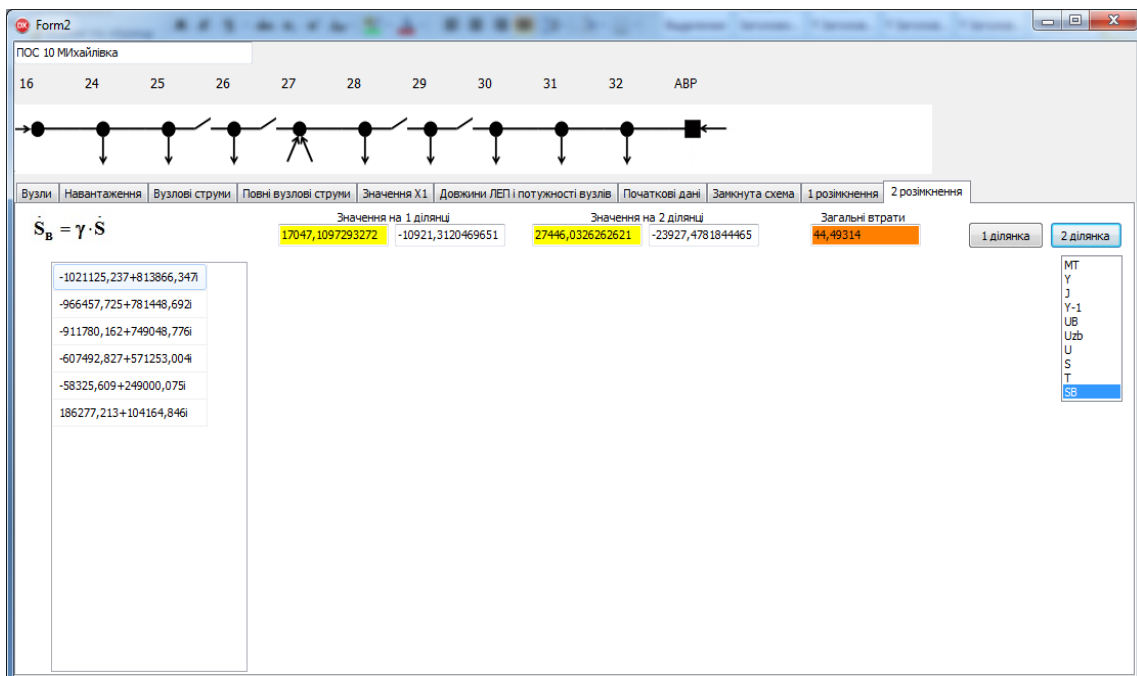 Form2
ПОС 10 МИхайлівка
16 24 25 26 27 28 29 30 31 32 АВР
Вузли Навантаження Вузлові струми Повні вузлові струми Значення X1 Довжини ЛЕП і потужності вузлів Початкові дані Замкнута схема 1 розімкнення 2 розімкнення
Ṡ_B = γ · Ṡ
Значення на 1 ділянці Значення на 2 ділянці Загальні втрати
17047,1097293272 -10921,3120469651 27446,0326262621 -23927,4781844465 44,49314 1 ділянка 2 ділянка
-1021125,237+813866,347i
-966457,725+781448,692i
-911780,162+749048,776i
-607492,827+571253,004i
-58325,609+249000,075i
186277,213+104164,846i
MT
Y
J
Y-1
UB
Uzb
U
S
T
SB